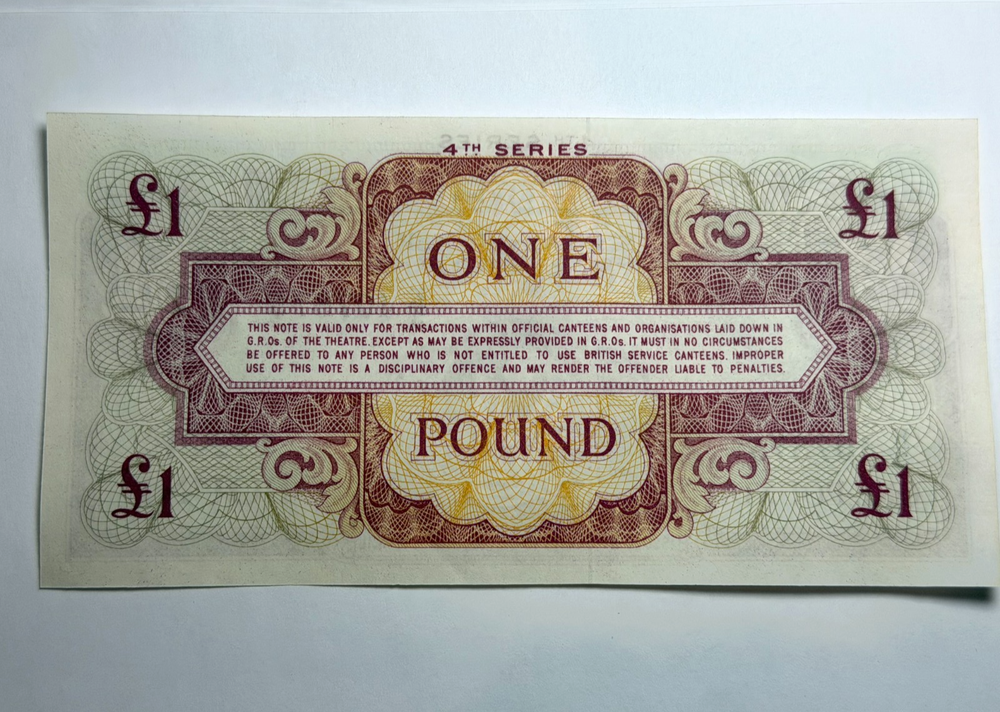 4TH SERIES
£1 £1
ONE
THIS NOTE IS VALID ONLY FOR TRANSACTIONS WITHIN OFFICIAL CANTEENS AND ORGANISATIONS LAID DOWN IN
G.R.Os. OF THE THEATRE. EXCEPT AS MAY BE EXPRESSLY PROVIDED IN G.R.Os. IT MUST IN NO CIRCUMSTANCES
BE OFFERED TO ANY PERSON WHO IS NOT ENTITLED TO USE BRITISH SERVICE CANTEENS. IMPROPER
USE OF THIS NOTE IS A DISCIPLINARY OFFENCE AND MAY RENDER THE OFFENDER LIABLE TO PENALTIES.
POUND
£1 £1